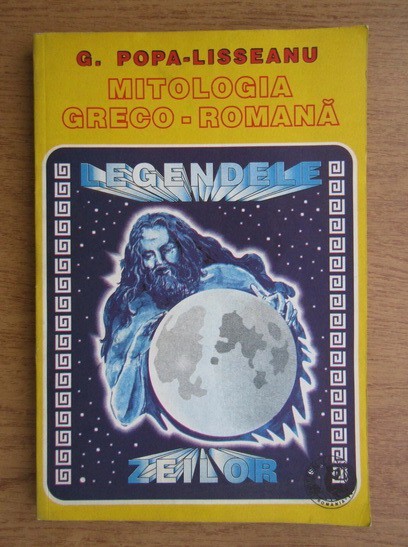 G. POPA-LISSEANU
MITOLOGIA
GRECO-ROMANĂ
LEGENDELE
ZEILOR